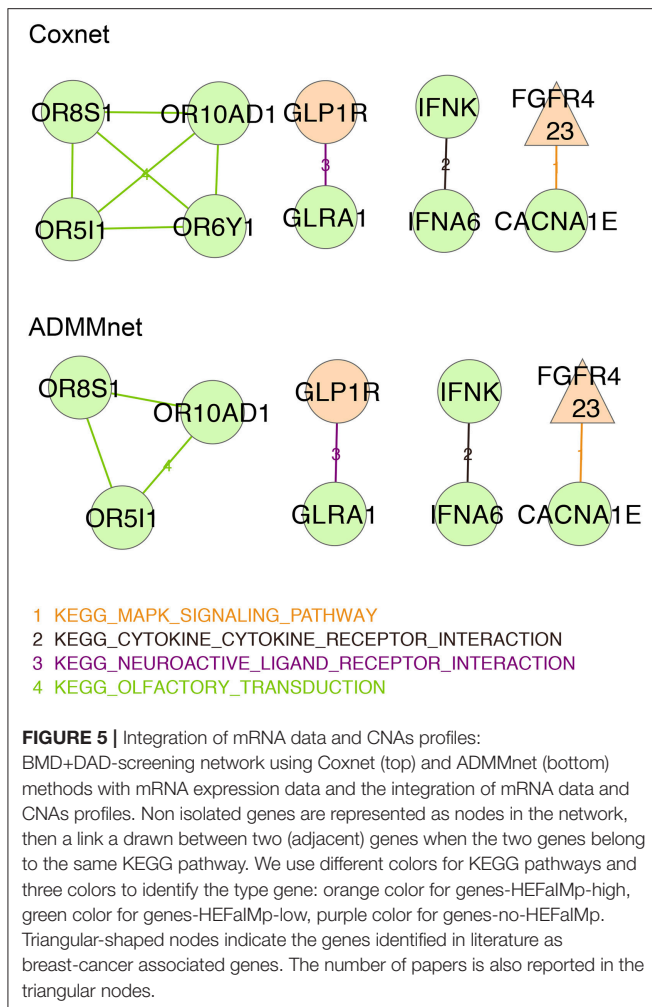 Coxnet
OR8S1
OR10AD1
GLP1R
IFNK
FGFR4
23
4
3
2
1
OR5I1
OR6Y1
GLRA1
IFNA6
CACNA1E
ADMMnet
OR8S1
OR10AD1
GLP1R
IFNK
FGFR4
23
4
3
2
1
OR5I1
GLRA1
IFNA6
CACNA1E
1 KEGG_MAPK_SIGNALING_PATHWAY
2 KEGG_CYTOKINE_CYTOKINE_RECEPTOR_INTERACTION
3 KEGG_NEUROACTIVE_LIGAND_RECEPTOR_INTERACTION
4 KEGG_OLFACTORY_TRANSDUCTION
FIGURE 5 | Integration of mRNA data and CNAs profiles:
BMD+DAD-screening network using Coxnet (top) and ADMMnet (bottom)
methods with mRNA expression data and the integration of mRNA data and
CNAs profiles. Non isolated genes are represented as nodes in the network,
then a link a drawn between two (adjacent) genes when the two genes belong
to the same KEGG pathway. We use different colors for KEGG pathways and
three colors to identify the type gene: orange color for genes-HEFalMp-high,
green color for genes-HEFalMp-low, purple color for genes-no-HEFalMp.
Triangular-shaped nodes indicate the genes identified in literature as
breast-cancer associated genes. The number of papers is also reported in the
triangular nodes.